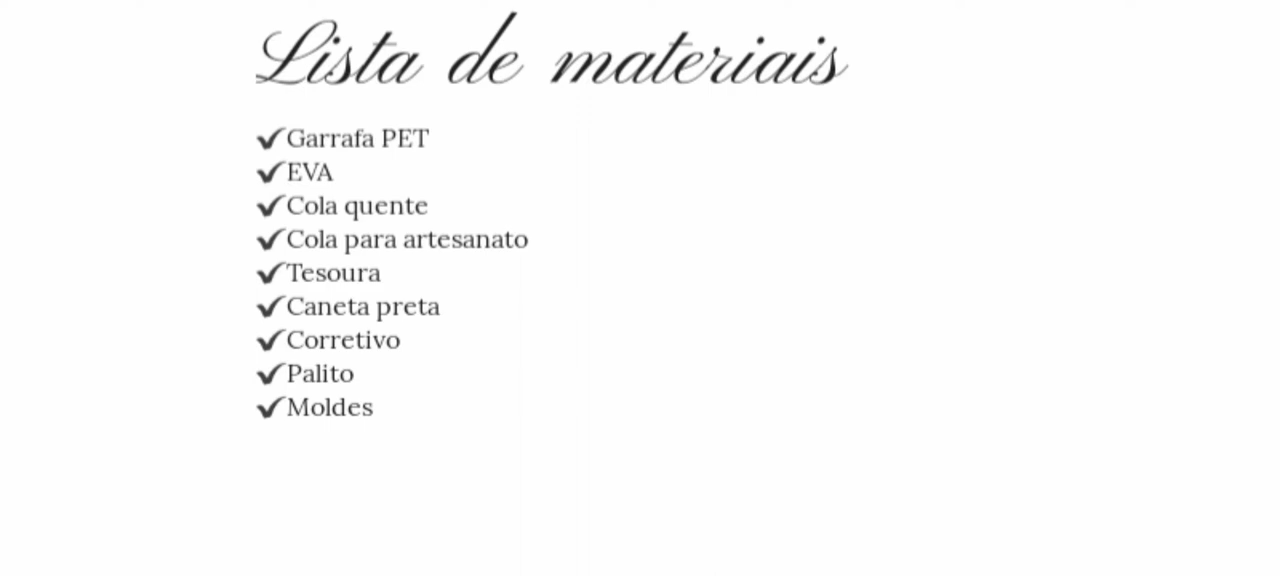 Lista de materiais
✔Garrafa PET
✔EVA
✔Cola quente
✔Cola para artesanato
✔Tesoura
✔Caneta preta
✔Corretivo
✔Palito
✔Moldes